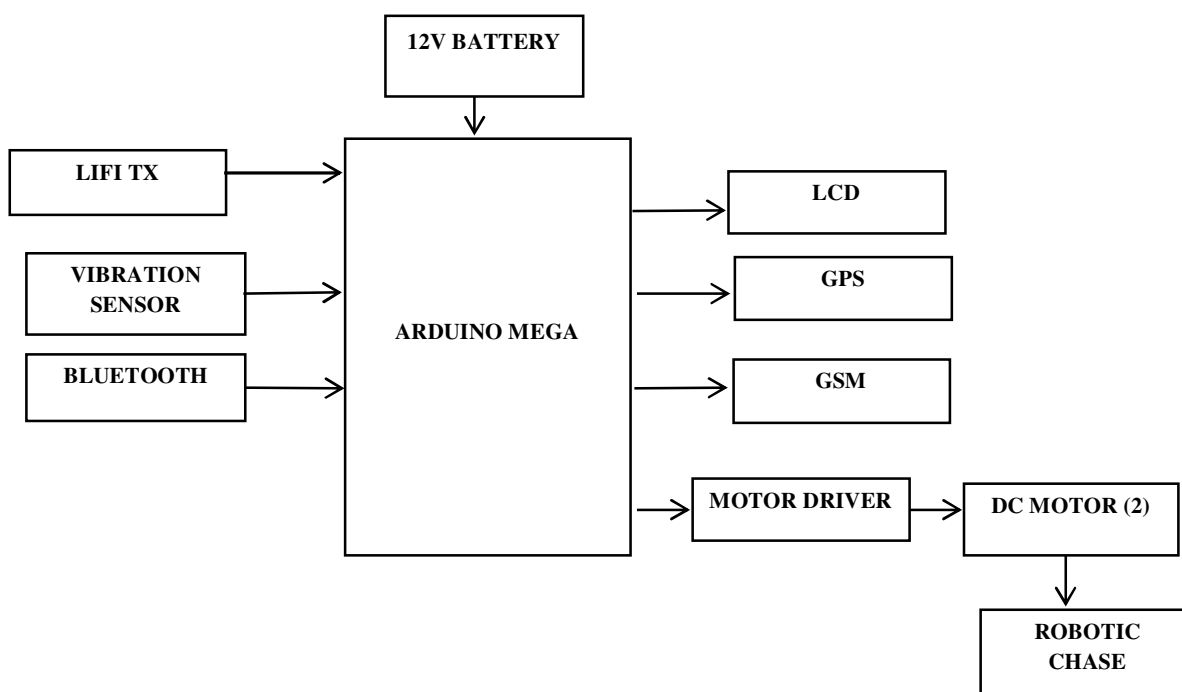 12V BATTERY
LIFI TX
LCD
VIBRATION
SENSOR
GPS
ARDUINO MEGA
BLUETOOTH
GSM
MOTOR DRIVER
DC MOTOR (2)
ROBOTIC
CHASE